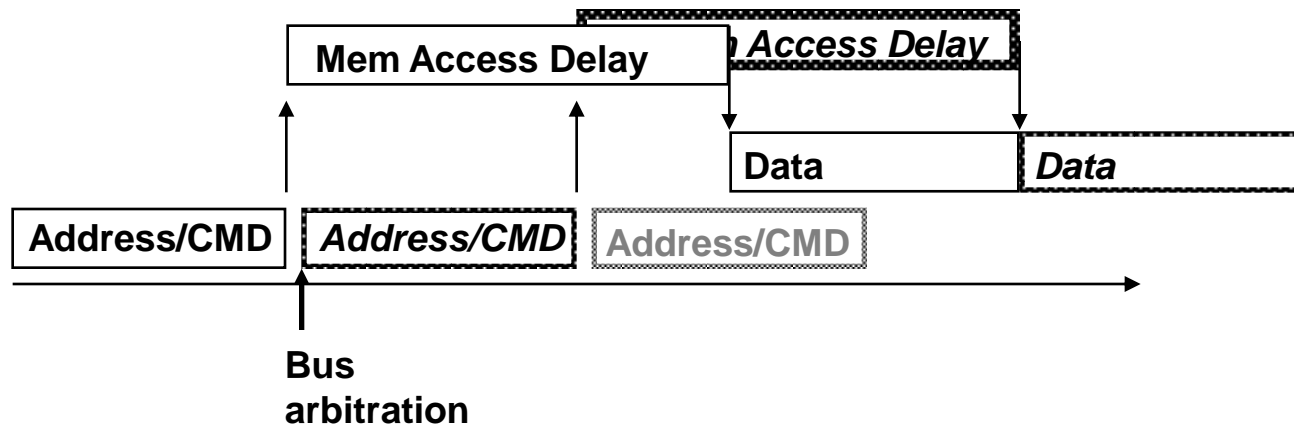 Access Delay
Mem Access Delay
Data
Data
Address/CMD
Address/CMD
Address/CMD
Bus
arbitration